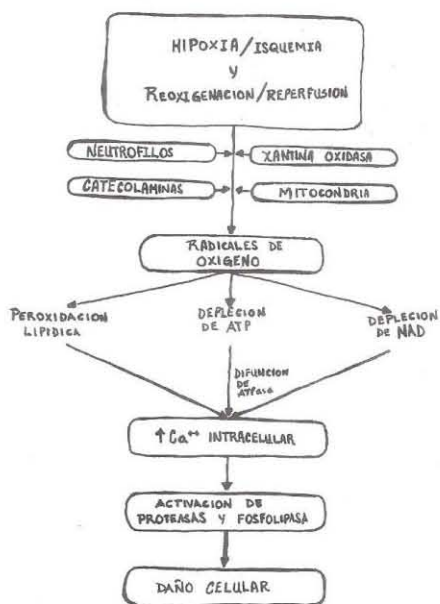 HIPOXIA/ISQUEMIA
Y
REOXIGENACION/REPERFUSION
NEUTROFILOS
XANTINA OXIDASA
CATECOLAMINAS
MITOCONDRIA
RADICALES DE
OXIGENO
PEROXIDACION
LIPIDICA
DEPLECION
DE ATP
DEPLECION
DE NAD
DIFUNCION
DE
ATPasa
↑Ca⁺⁺ INTRACELULAR
ACTIVACION DE
PROTEASAS Y FOSFOLIPASA
DAÑO CELULAR